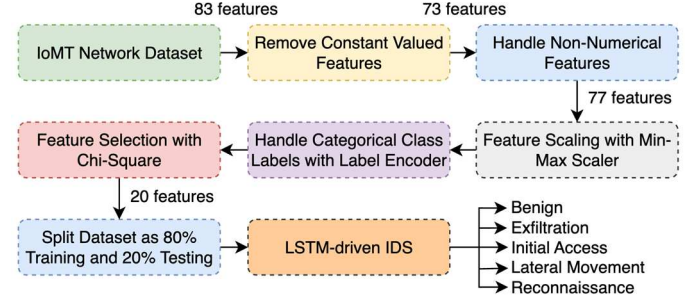 83 features
73 features
IoMT Network Dataset
Remove Constant Valued
Features
Handle Non-Numerical
Features
77 features
Feature Selection with
Chi-Square
Handle Categorical Class
Labels with Label Encoder
Feature Scaling with Min-
Max Scaler
20 features
Split Dataset as 80%
Training and 20% Testing
LSTM-driven IDS
Benign
Exfiltration
Initial Access
Lateral Movement
Reconnaissance